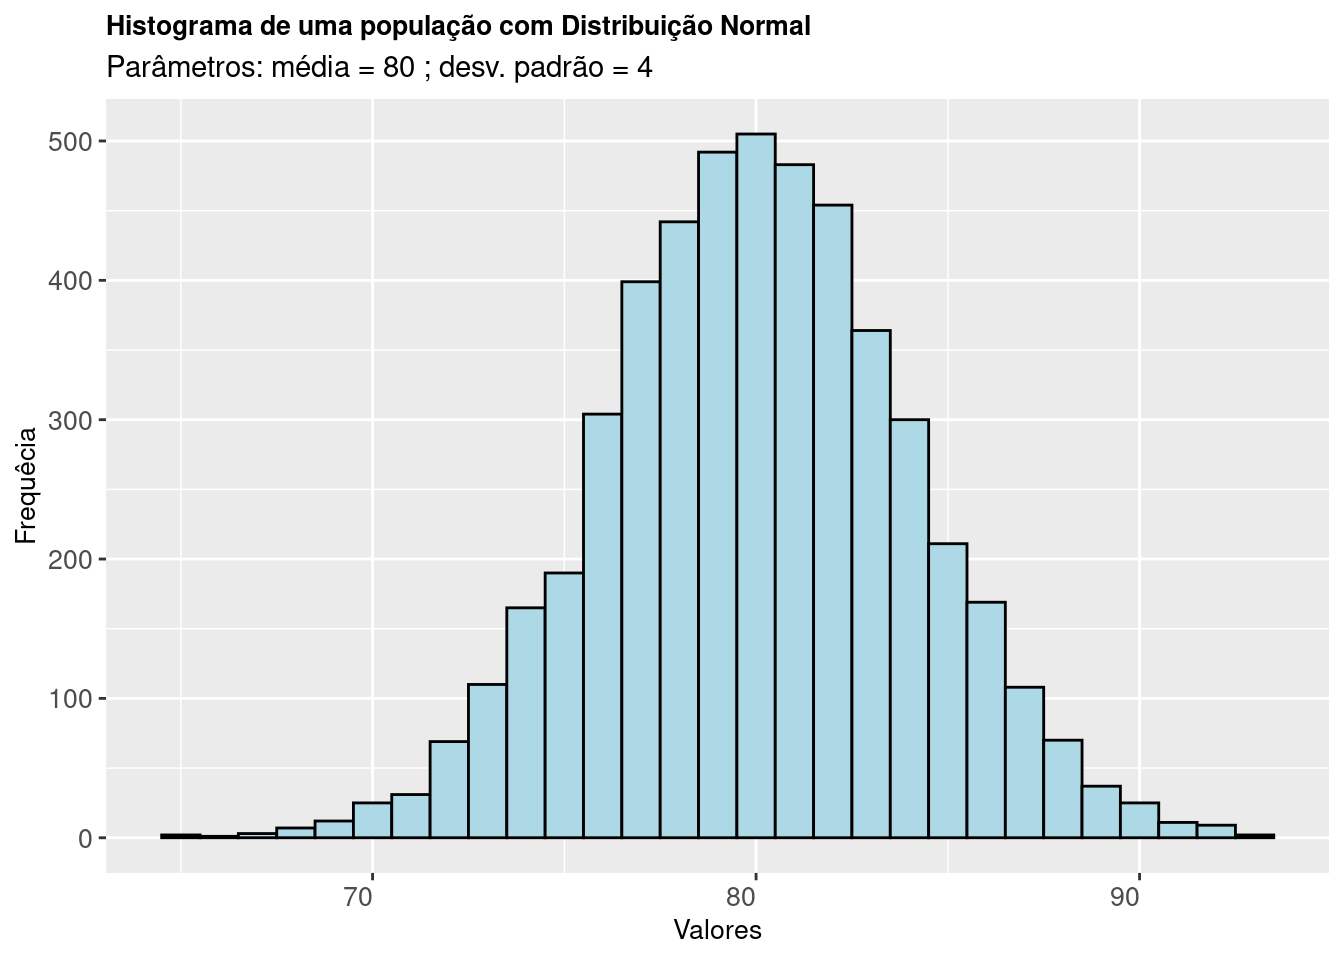 Histograma de uma população com Distribuição Normal
Parâmetros: média = 80 ; desv. padrão = 4
500
400
300
200
100
0
Frequêcia
70
80
90
Valores